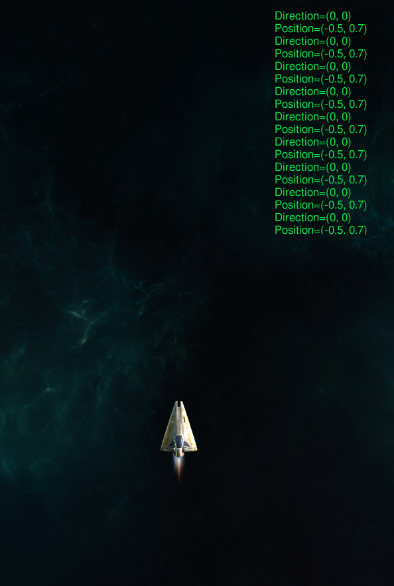 Direction=(0, 0)
Position=(-0.5, 0.7)
Direction=(0, 0)
Position=(-0.5, 0.7)
Direction=(0, 0)
Position=(-0.5, 0.7)
Direction=(0, 0)
Position=(-0.5, 0.7)
Direction=(0, 0)
Position=(-0.5, 0.7)
Direction=(0, 0)
Position=(-0.5, 0.7)
Direction=(0, 0)
Position=(-0.5, 0.7)
Direction=(0, 0)
Position=(-0.5, 0.7)
Direction=(0, 0)
Position=(-0.5, 0.7)